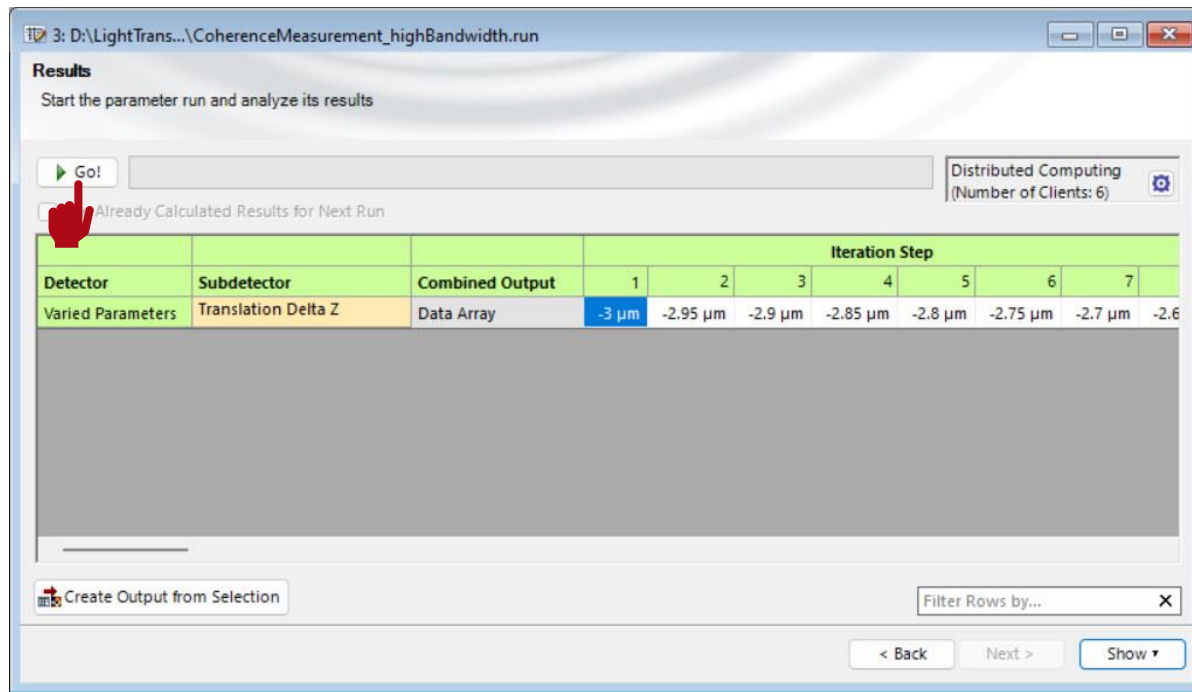 3: D:\LightTrans...\CoherenceMeasurement_highBandwidth.run
Results
Start the parameter run and analyze its results
Go!
Distributed Computing
(Number of Clients: 6)
Already Calculated Results for Next Run
Iteration Step
Detector Subdetector Combined Output 1 2 3 4 5 6 7
Varied Parameters Translation Delta Z Data Array -3 µm -2.95 µm -2.9 µm -2.85 µm -2.8 µm -2.75 µm -2.7 µm -2.6
Create Output from Selection
Filter Rows by...
< Back Next > Show